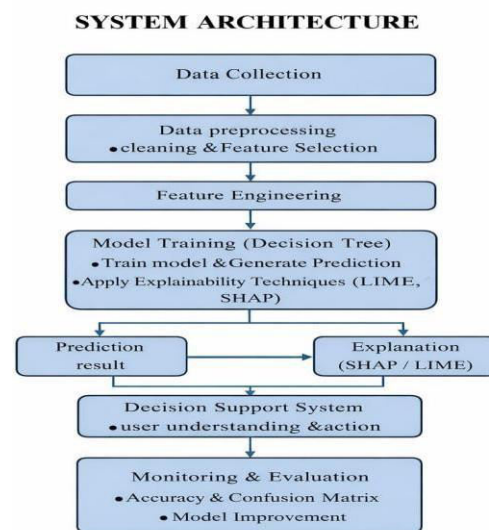 SYSTEM ARCHITECTURE
Data Collection
Data preprocessing
•cleaning &Feature Selection
Feature Engineering
Model Training (Decision Tree)
•Train model &Generate Prediction
•Apply Explainability Techniques (LIME,
SHAP)
Prediction
result
Explanation
(SHAP / LIME)
Decision Support System
•user understanding &action
Monitoring & Evaluation
•Accuracy & Confusion Matrix
•Model Improvement